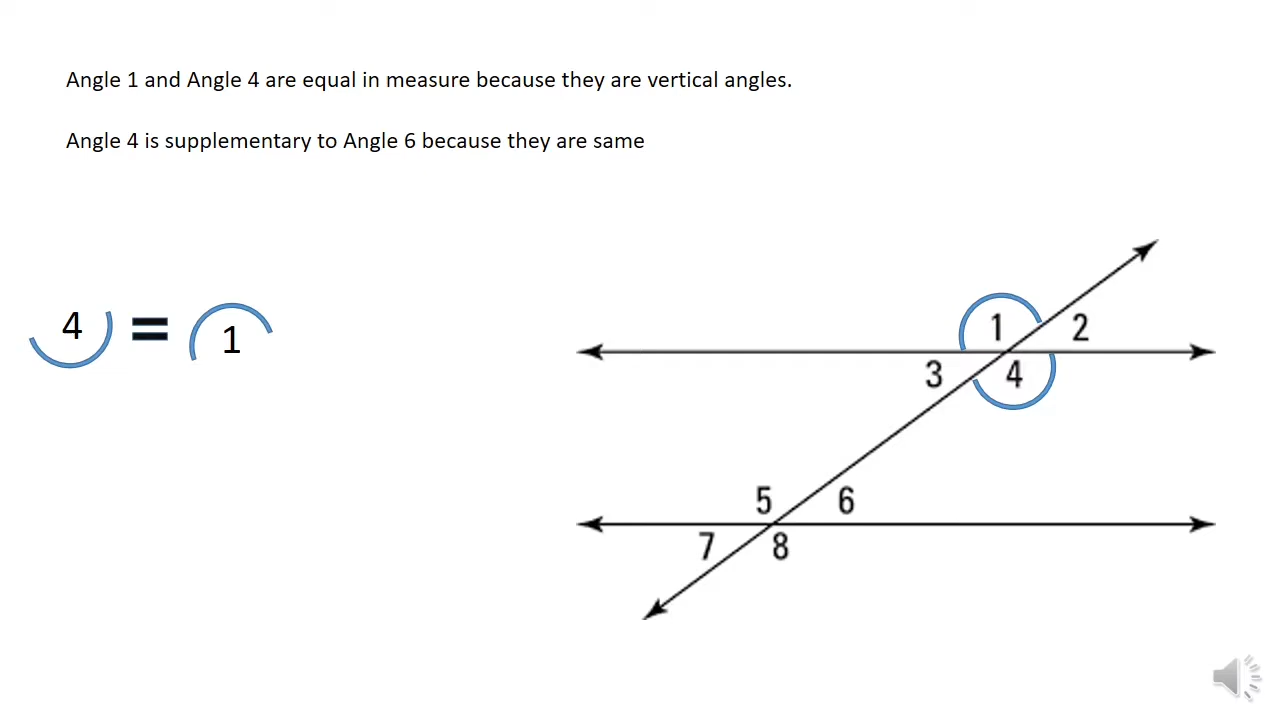 Angle 1 and Angle 4 are equal in measure because they are vertical angles.
Angle 4 is supplementary to Angle 6 because they are same
4 = 1
1 2
3 4
5 6
7 8